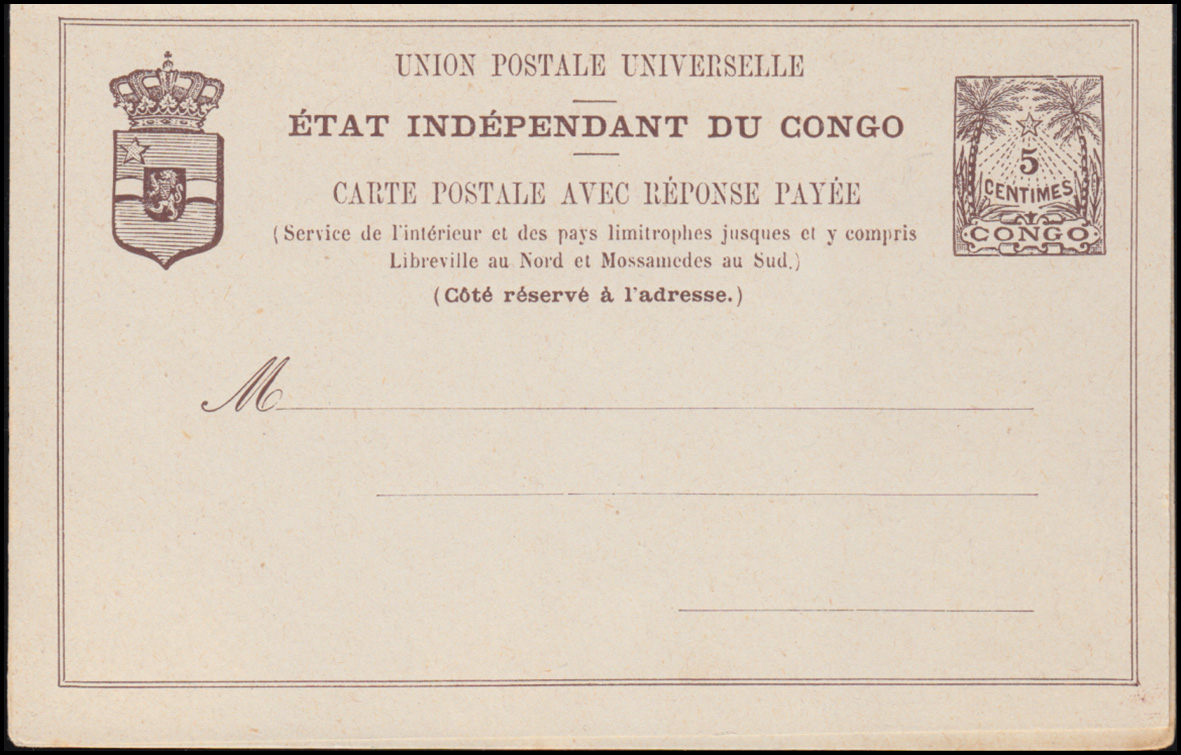 UNION POSTALE UNIVERSELLE
ÉTAT INDÉPENDANT DU CONGO
CARTE POSTALE AVEC RÉPONSE PAYÉE
(Service de l'intérieur et des pays limitrophes jusques et y compris
Libreville au Nord et Mossamedes au Sud.)
(Côté réservé à l'adresse.)
5
CENTIMES
CONGO
M